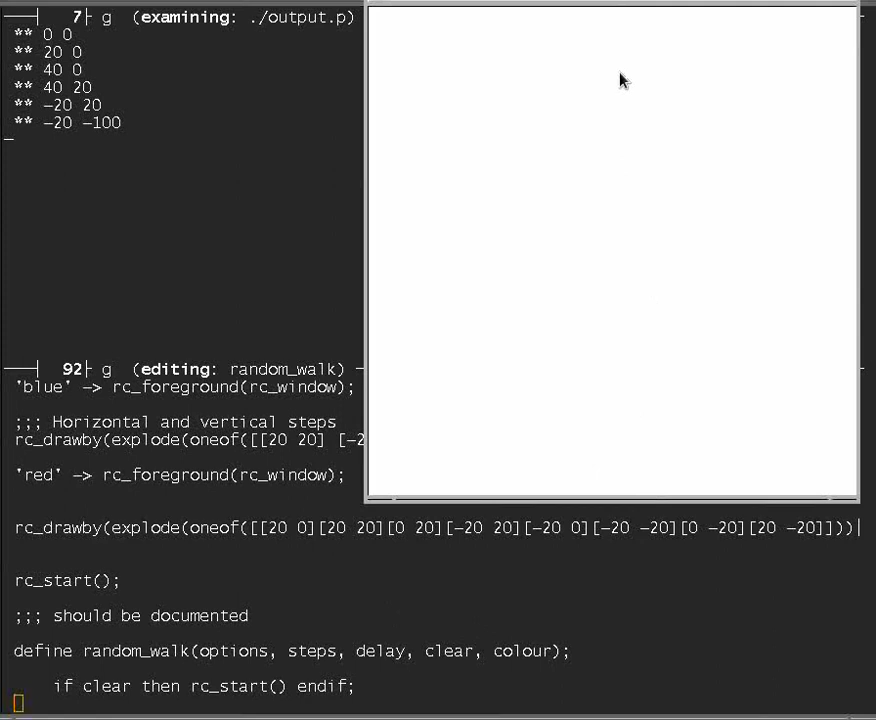 7 g (examining: ./output.p)
** 0 0
** 20 0
** 40 0
** 40 20
** -20 20
** -20 -100
92 g (editing: random_walk)
'blue' -> rc_foreground(rc_window);
;;; Horizontal and vertical steps
rc_drawby(explode(oneof([[20 20] [-2
'red' -> rc_foreground(rc_window);
rc_drawby(explode(oneof([[20 0][20 20][0 20][-20 20][-20 0][-20 -20][0 -20][20 -20]])))
rc_start();
;;; should be documented
define random_walk(options, steps, delay, clear, colour);
if clear then rc_start() endif;